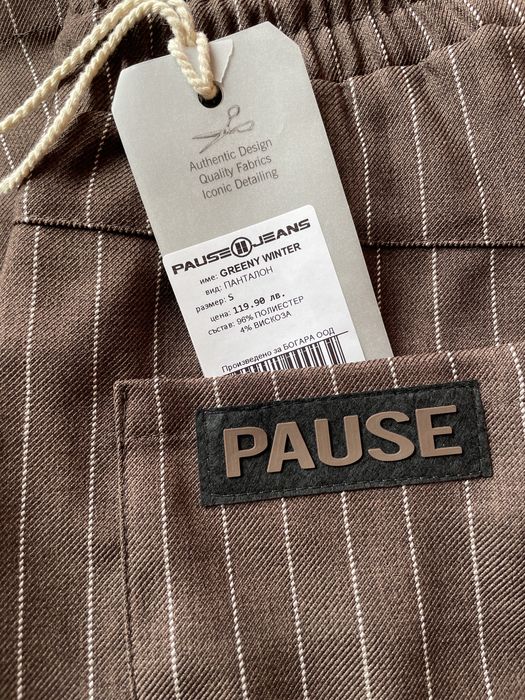 Authentic Design
Quality Fabrics
Iconic Detailing
PAUSE JEANS
име: GREENY WINTER
вид: ПАНТАЛОН
размер: S
цена: 119.90 лв.
състав: 96% ПОЛИЕСТЕР
4% ВИСКОЗА
Произведено за БОГАРА ООД
PAUSE